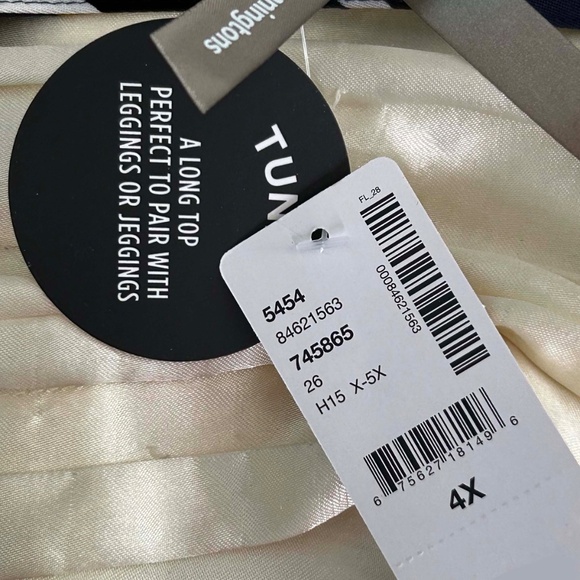 nningtons
TUN
A LONG TOP
PERFECT TO PAIR WITH
LEGGINGS OR JEGGINGS
FL_28
00084621563
5454
84621563
745865
26
H15 X-5X
6 75627 18149 6
4X